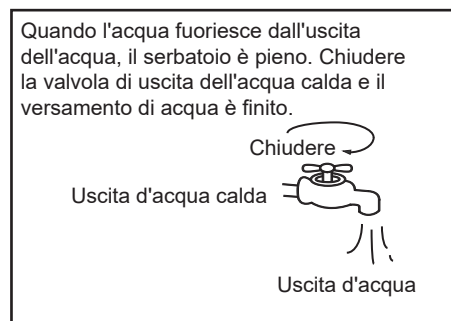 Quando l'acqua fuoriesce dall'uscita
dell'acqua, il serbatoio è pieno. Chiudere
la valvola di uscita dell'acqua calda e il
versamento di acqua è finito.
Chiudere
Uscita d'acqua calda
Uscita d'acqua